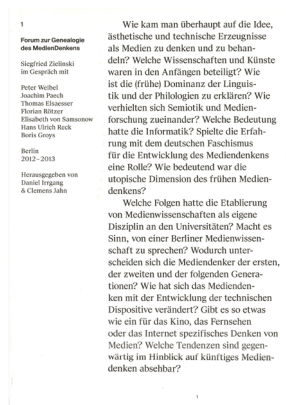 1
Forum zur Genealogie
des MedienDenkens
Siegfried Zielinski
im Gespräch mit
Peter Weibel
Joachim Paech
Thomas Elsaesser
Florian Rötzer
Elisabeth von Samsonow
Hans Ulrich Reck
Boris Groys
Berlin
2012–2013
Herausgegeben von
Daniel Irrgang
& Clemens Jahn
Wie kam man überhaupt auf die Idee,
ästhetische und technische Erzeugnisse
als Medien zu denken und zu behan-
deln? Welche Wissenschaften und Künste
waren in den Anfängen beteiligt? Wie
ist die (frühe) Dominanz der Linguis-
tik und der Philologien zu erklären? Wie
verhielten sich Semiotik und Medien-
forschung zueinander? Welche Bedeutung
hatte die Informatik? Spielte die Erfah-
rung mit dem deutschen Faschismus
für die Entwicklung des Mediendenkens
eine Rolle? Wie bedeutend war die
utopische Dimension des frühen Medien-
denkens?
Welche Folgen hatte die Etablierung
von Medienwissenschaften als eigene
Disziplin an den Universitäten? Macht es
Sinn, von einer Berliner Medienwissen-
schaft zu sprechen? Wodurch unter-
scheiden sich die Mediendenker der ersten,
der zweiten und der folgenden Genera-
tionen? Wie hat sich das Mediendenk-
en mit der Entwicklung der technischen
Dispositive verändert? Gibt es so etwas
wie ein für das Kino, das Fernsehen
oder das Internet spezifisches Denken von
Medien? Welche Tendenzen sind gegen-
wärtig im Hinblick auf künftiges Medien-
denken absehbar?
1